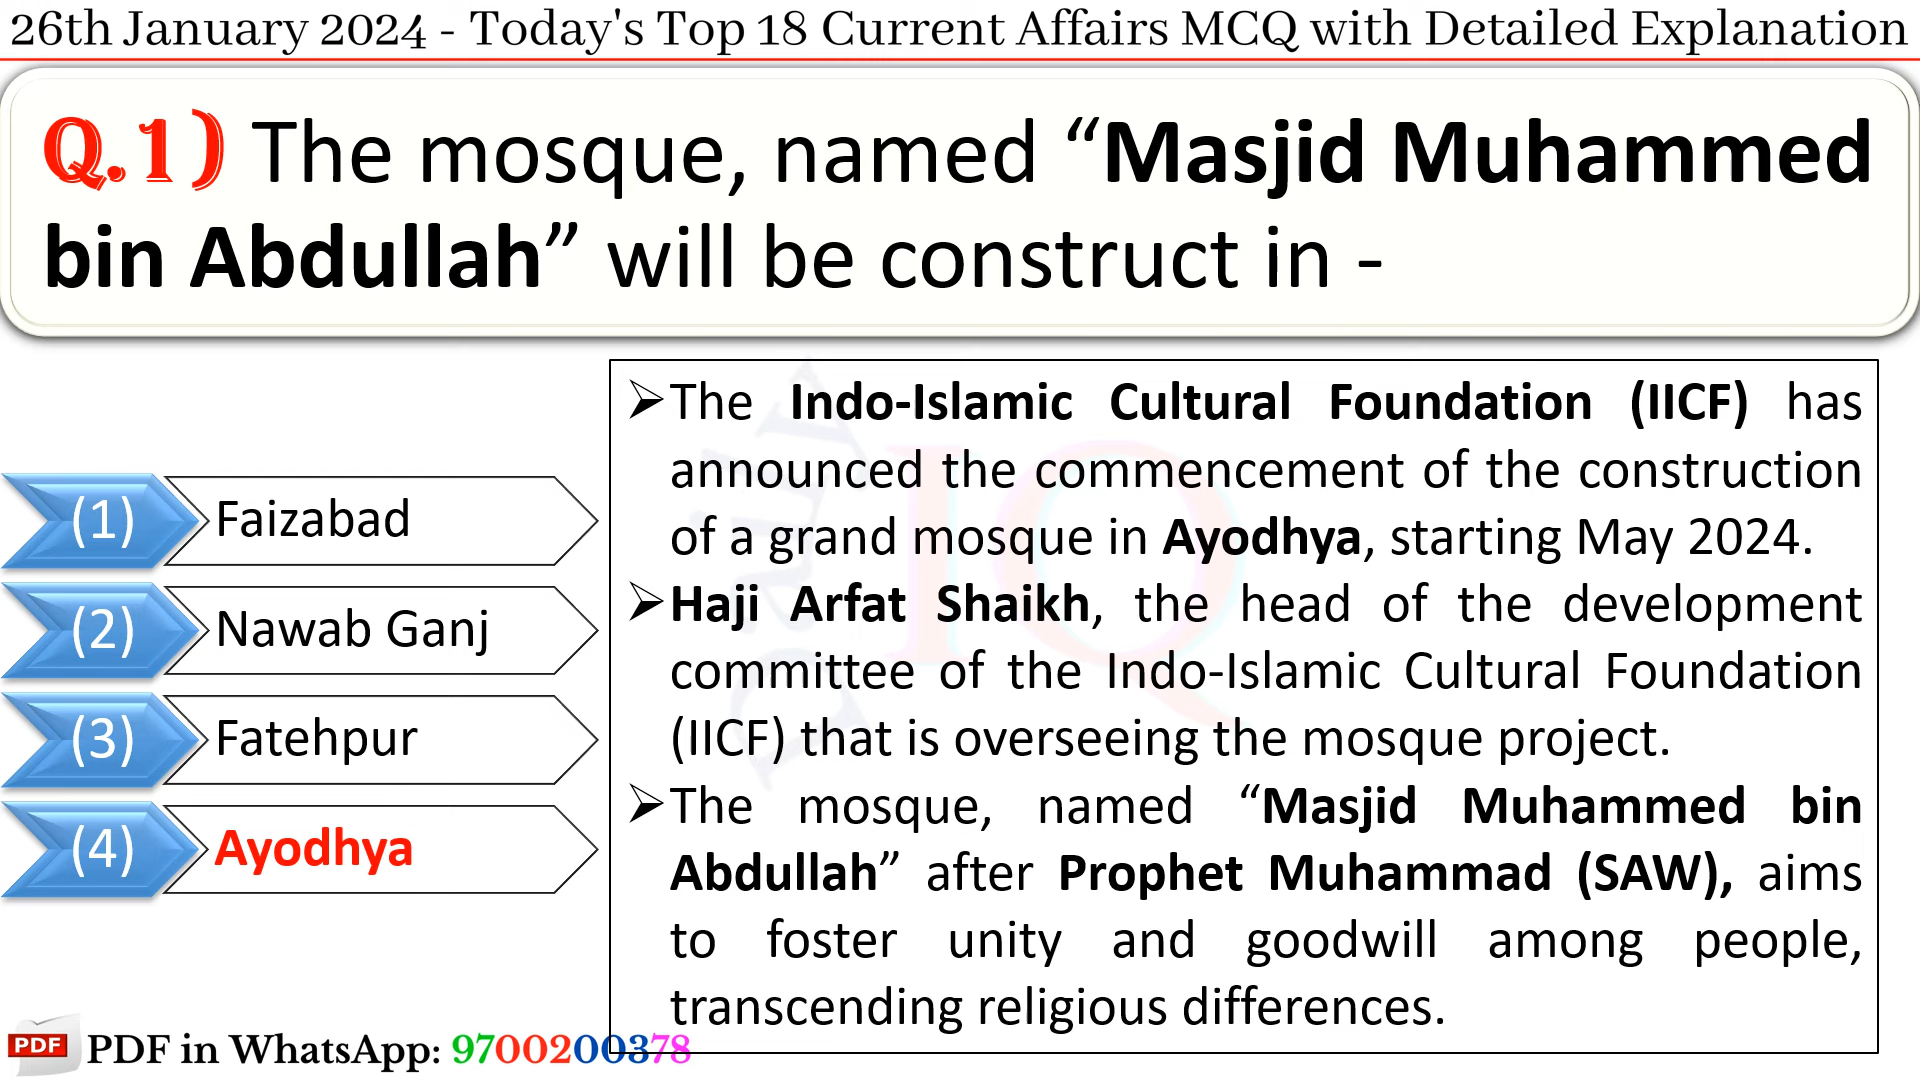 26th January 2024 - Today's Top 18 Current Affairs MCQ with Detailed Explanation
Q.1) The mosque, named “Masjid Muhammed
bin Abdullah” will be construct in -
(1) Faizabad
(2) Nawab Ganj
(3) Fatehpur
(4) Ayodhya
➢The Indo-Islamic Cultural Foundation (IICF) has
announced the commencement of the construction
of a grand mosque in Ayodhya, starting May 2024.
➢Haji Arfat Shaikh, the head of the development
committee of the Indo-Islamic Cultural Foundation
(IICF) that is overseeing the mosque project.
➢The mosque, named “Masjid Muhammed bin
Abdullah” after Prophet Muhammad (SAW), aims
to foster unity and goodwill among people,
transcending religious differences.
Daily IQ
PDF PDF in WhatsApp: 9700200378